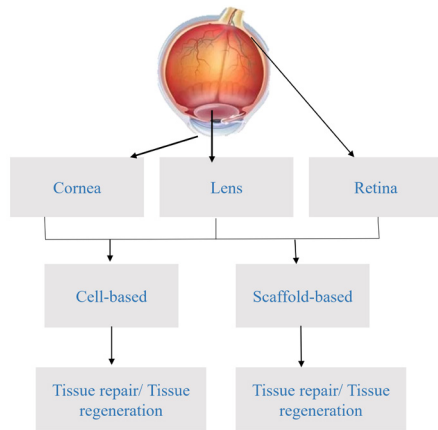 Cornea
Lens
Retina
Cell-based
Scaffold-based
Tissue repair/ Tissue
regeneration
Tissue repair/ Tissue
regeneration